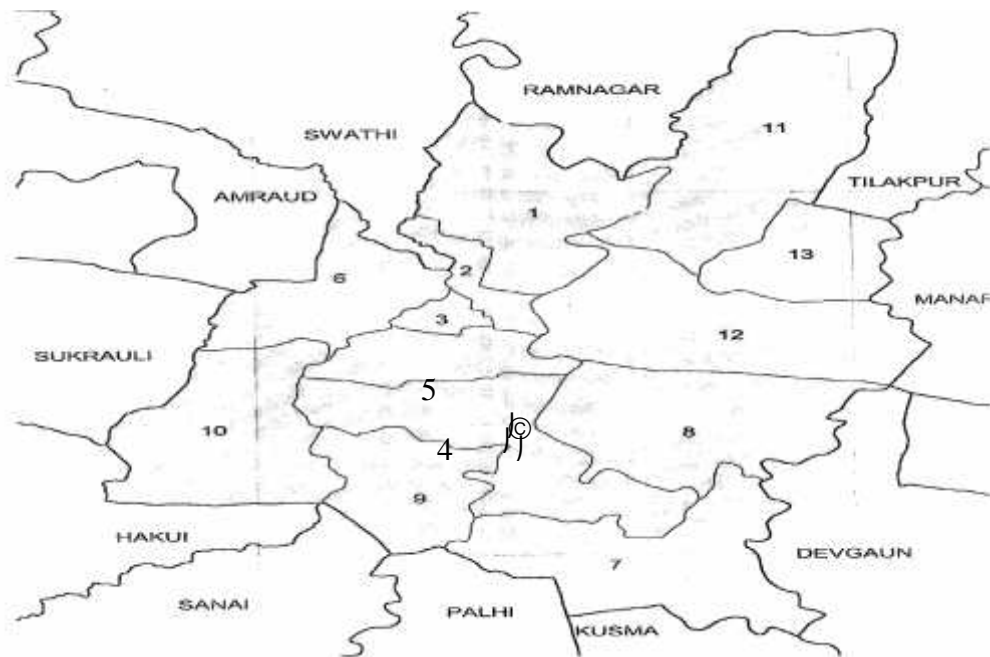 RAMNAGAR
11
SWATHI
TILAKPUR
AMRAUD
1
13
2
6
MANAR
3
12
SUKRAULI
5
10
©
8
4
9
HAKUI
DEVGAUN
7
SANAI
PALHI
KUSMA